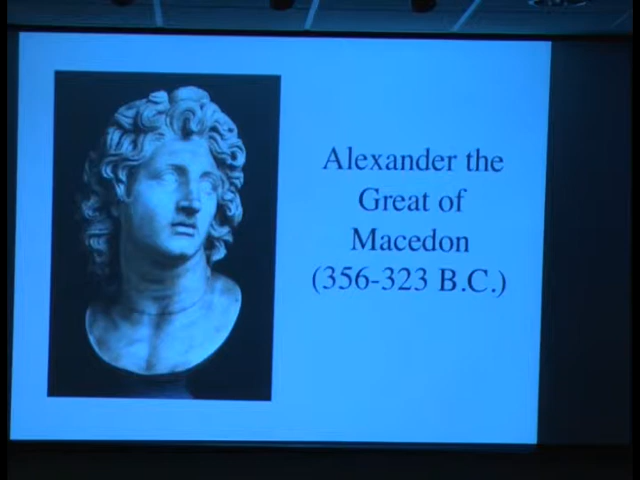 Alexander the
Great of
Macedon
(356-323 B.C.)